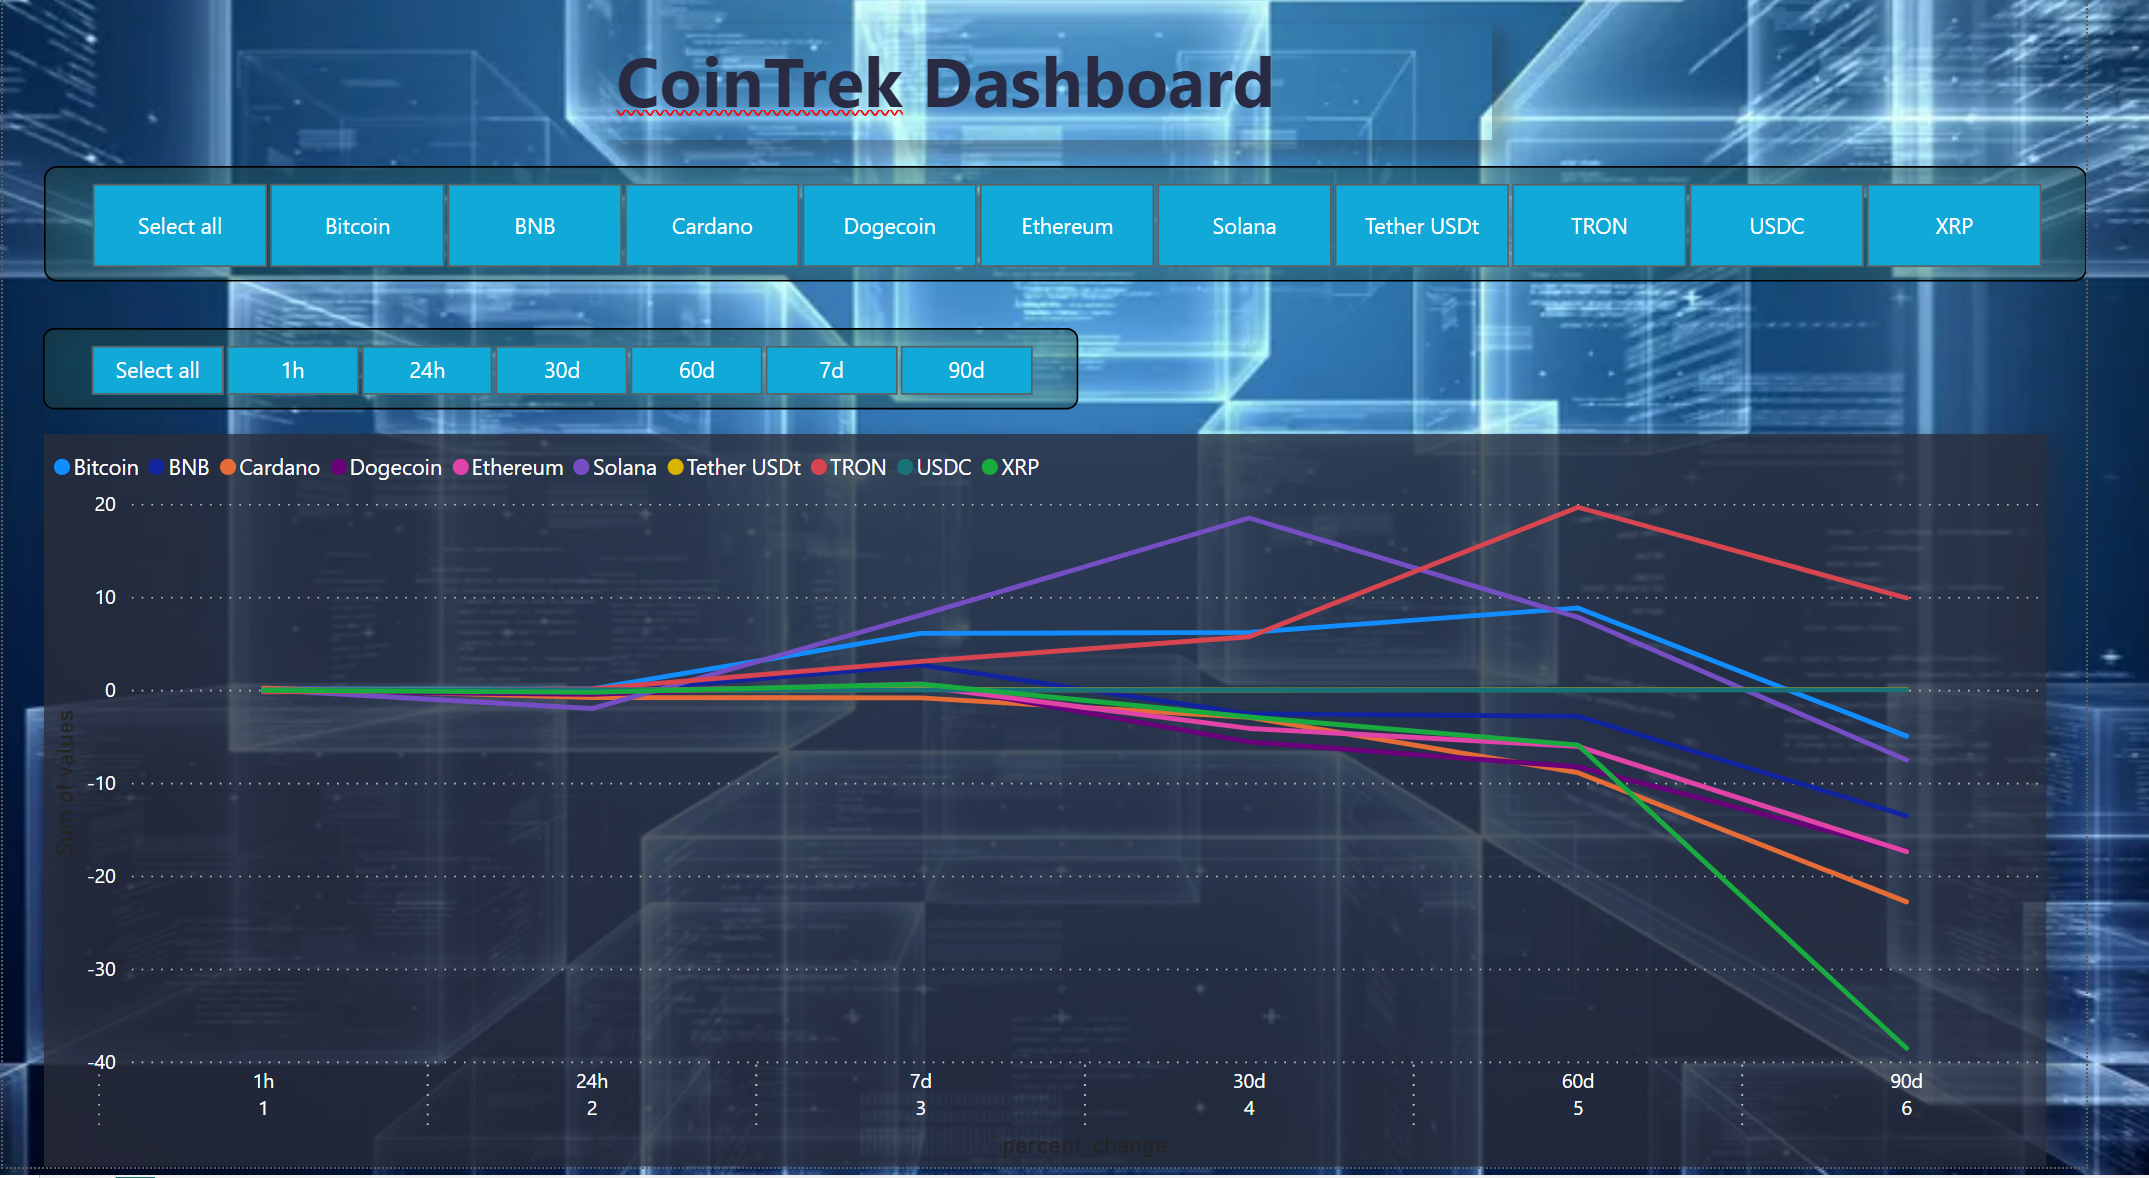 CoinTrek Dashboard
Select all Bitcoin BNB Cardano Dogecoin Ethereum Solana Tether USDt TRON USDC XRP
Select all 1h 24h 30d 60d 7d 90d
Bitcoin BNB Cardano Dogecoin Ethereum Solana Tether USDt TRON USDC XRP
20
10
0
-10
-20
-30
-40
Sum of values
1h 24h 7d 30d 60d 90d
1 2 3 4 5 6
percent_change